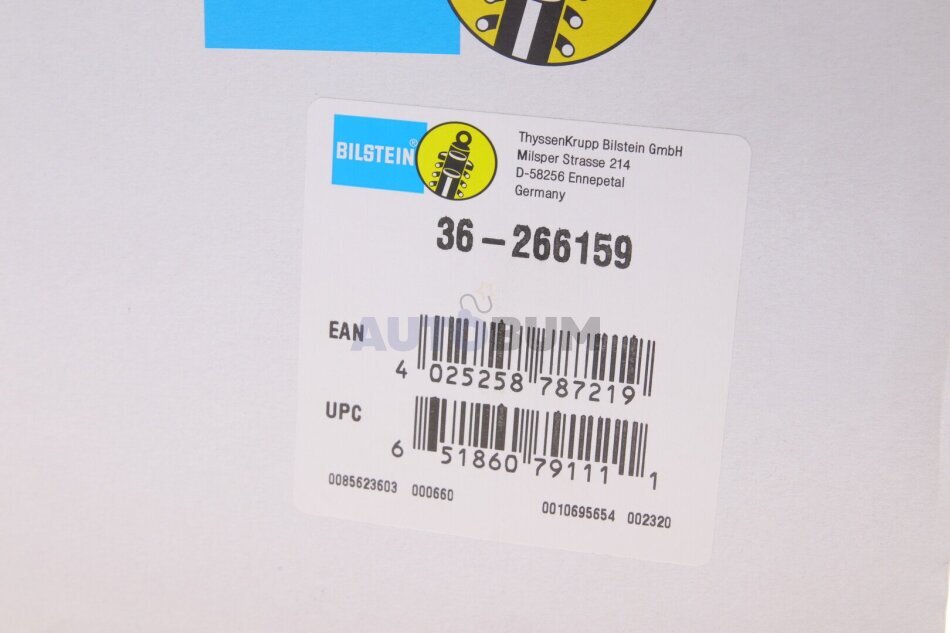 BILSTEIN®
ThyssenKrupp Bilstein GmbH
Milsper Strasse 214
D-58256 Ennepetal
Germany
36-266159
AUTOBUM
EAN
4 025258 787219
UPC
6 51860 79111 1
0085623603 000660
0010695654 002320